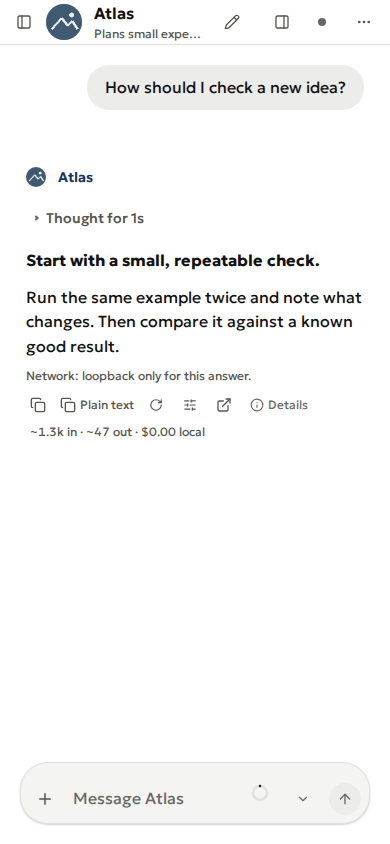 Atlas
Plans small expe...
How should I check a new idea?
Atlas
Thought for 1s
Start with a small, repeatable check.
Run the same example twice and note what
changes. Then compare it against a known
good result.
Network: loopback only for this answer.
Plain text
Details
~1.3k in · ~47 out · $0.00 local
Message Atlas